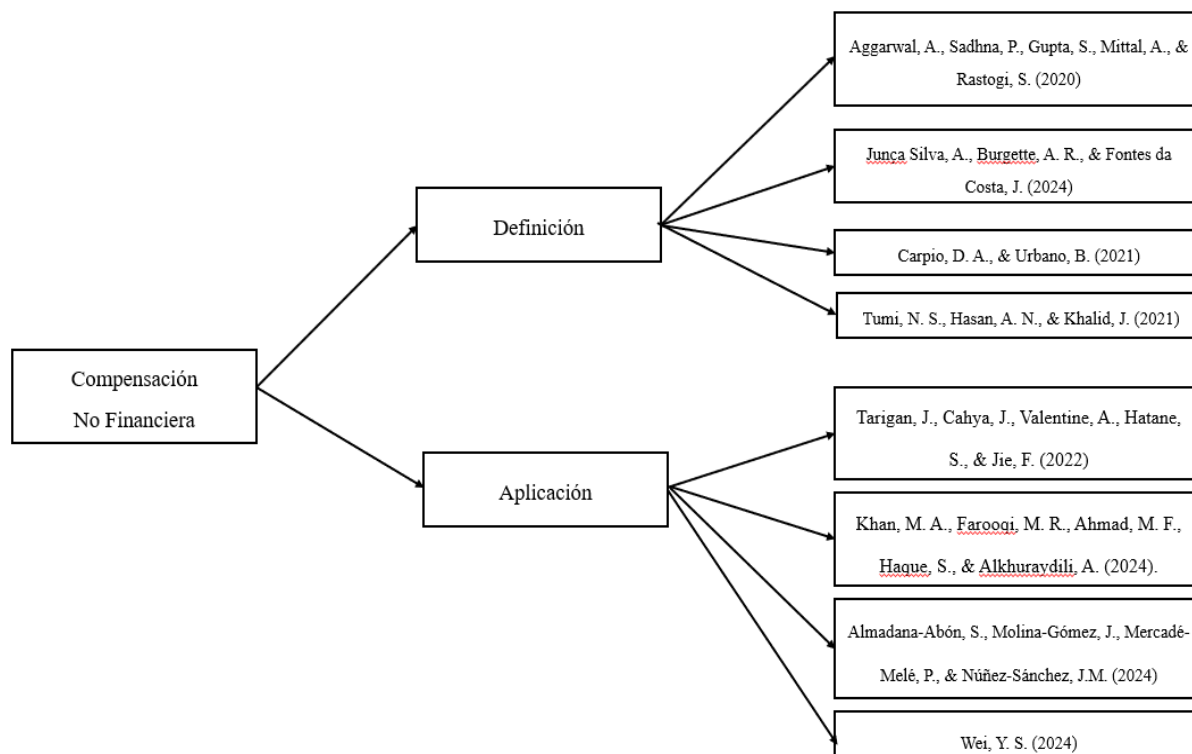 Compensación
No Financiera
Definición
Aggarwal, A., Sadhna, P., Gupta, S., Mittal, A., &
Rastogi, S. (2020)
Junça Silva, A., Burgette, A. R., & Fontes da
Costa, J. (2024)
Carpio, D. A., & Urbano, B. (2021)
Tumi, N. S., Hasan, A. N., & Khalid, J. (2021)
Aplicación
Tarigan, J., Cahya, J., Valentine, A., Hatane,
S., & Jie, F. (2022)
Khan, M. A., Farooqi, M. R., Ahmad, M. F.,
Haque, S., & Alkhuraydili, A. (2024).
Almadana-Abón, S., Molina-Gómez, J., Mercadé-
Melé, P., & Núñez-Sánchez, J.M. (2024)
Wei, Y. S. (2024)